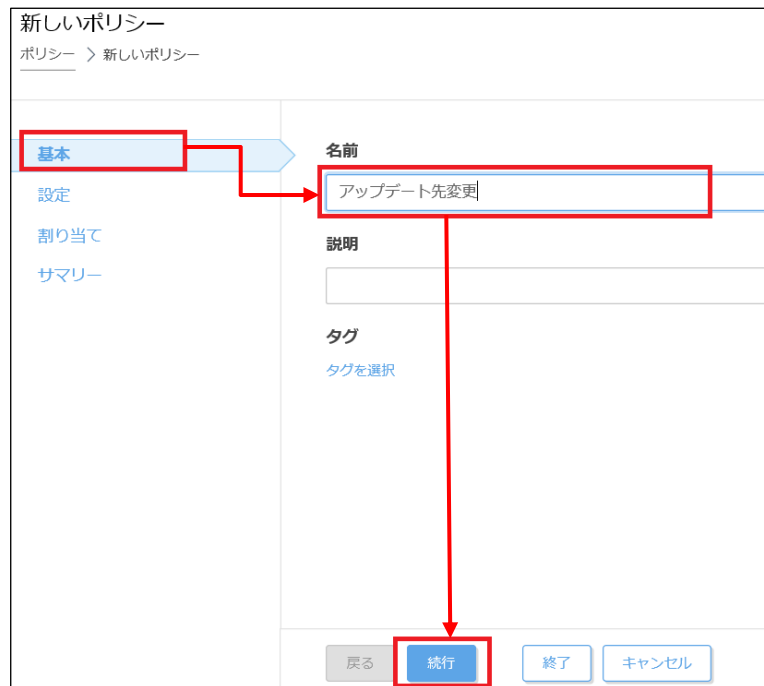 新しいポリシー
ポリシー > 新しいポリシー
基本
設定
割り当て
サマリー
名前
アップデート先変更
説明
タグ
タグを選択
戻る 続行 終了 キャンセル